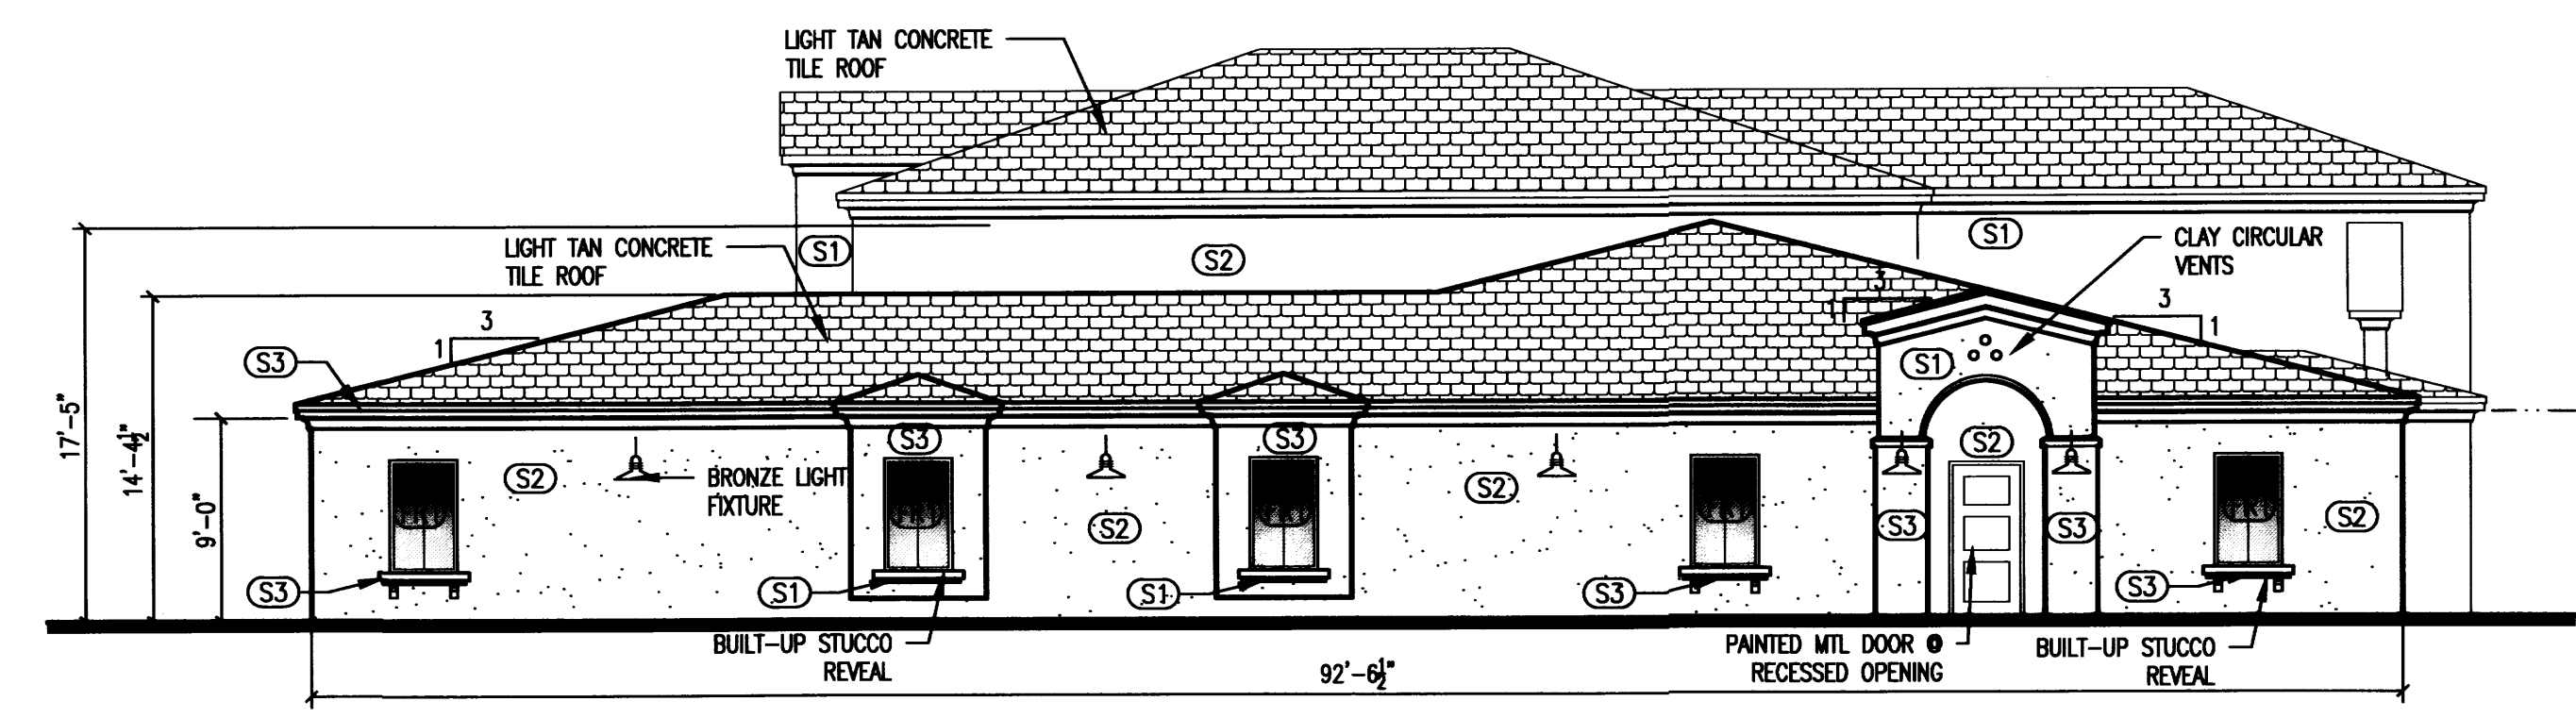 LIGHT TAN CONCRETE
TILE ROOF
LIGHT TAN CONCRETE
TILE ROOF
S1
S2
S1
CLAY CIRCULAR
VENTS
17'-5"
14'-4½"
9'-0"
3
1
3
1
3
1
S3
S1
S3
S3
S2
S2
BRONZE LIGHT
FIXTURE
S2
S2
S3
S3
S2
S3
S1
S1
S3
S3
BUILT-UP STUCCO
REVEAL
PAINTED MTL DOOR @
RECESSED OPENING
BUILT-UP STUCCO
REVEAL
92'-6½"